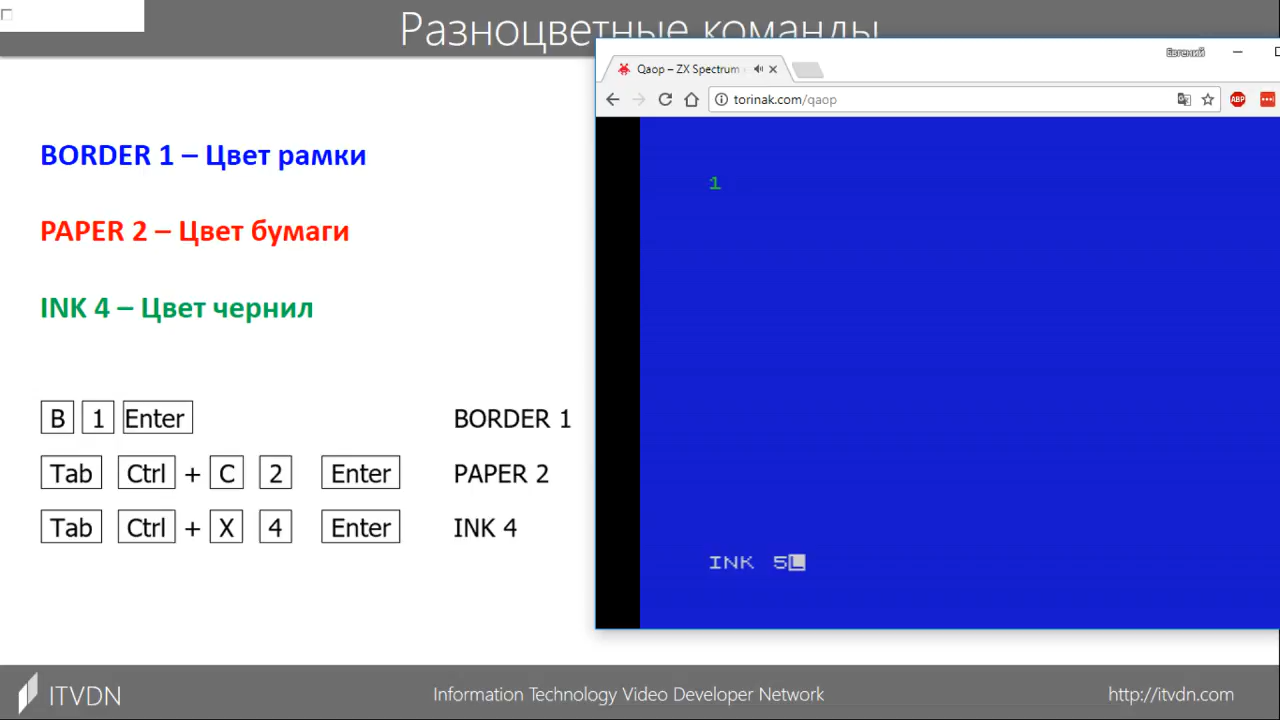 Разноцветные команды
Евгений
Qaop – ZX Spectrum
torinak.com/qaop
ABP
BORDER 1 – Цвет рамки
PAPER 2 – Цвет бумаги
INK 4 – Цвет чернил
B 1 Enter BORDER 1
Tab Ctrl + C 2 Enter PAPER 2
Tab Ctrl + X 4 Enter INK 4
1
INK 5L
ITVDN
Information Technology Video Developer Network
http://itvdn.com